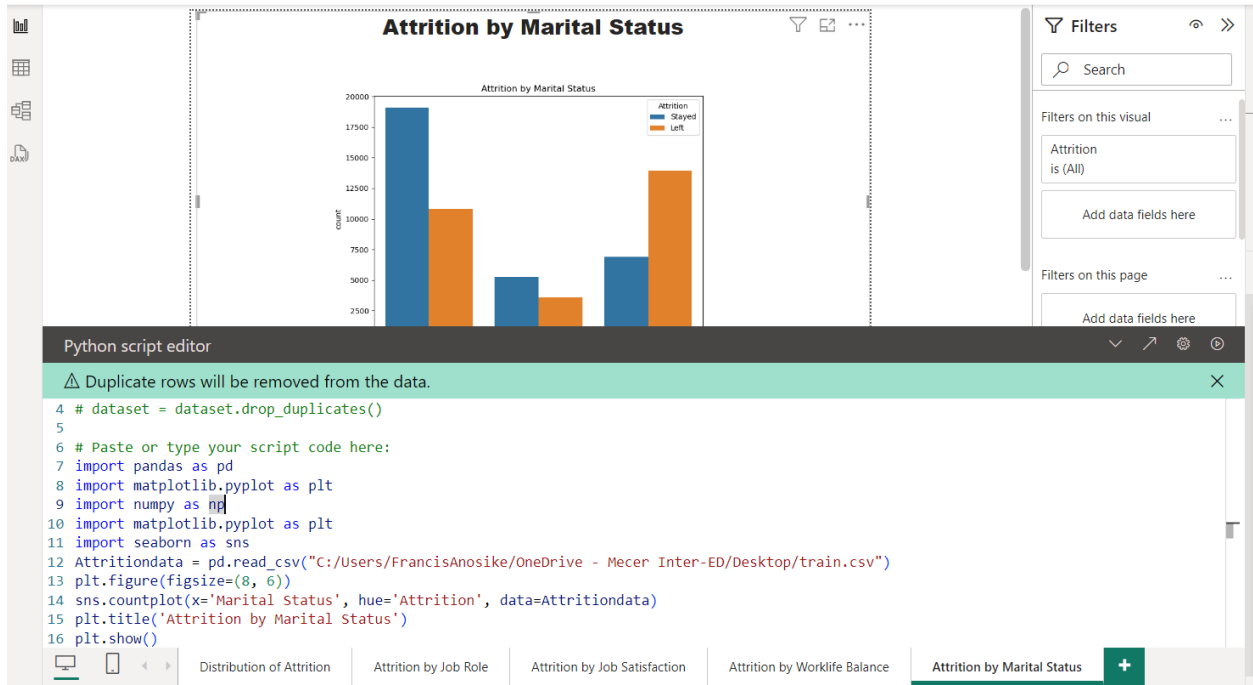 Attrition by Marital Status
Filters
Search
Filters on this visual
Attrition
is (All)
Add data fields here
Filters on this page
Add data fields here
DAX
Attrition by Marital Status
Attrition
Stayed
Left
20000
17500
15000
12500
10000
7500
5000
2500
count
Python script editor
Duplicate rows will be removed from the data.
4 # dataset = dataset.drop_duplicates()
5
6 # Paste or type your script code here:
7 import pandas as pd
8 import matplotlib.pyplot as plt
9 import numpy as np
10 import matplotlib.pyplot as plt
11 import seaborn as sns
12 Attritiondata = pd.read_csv("C:/Users/FrancisAnosike/OneDrive - Mecer Inter-ED/Desktop/train.csv")
13 plt.figure(figsize=(8, 6))
14 sns.countplot(x='Marital Status', hue='Attrition', data=Attritiondata)
15 plt.title('Attrition by Marital Status')
16 plt.show()
Distribution of Attrition
Attrition by Job Role
Attrition by Job Satisfaction
Attrition by Worklife Balance
Attrition by Marital Status